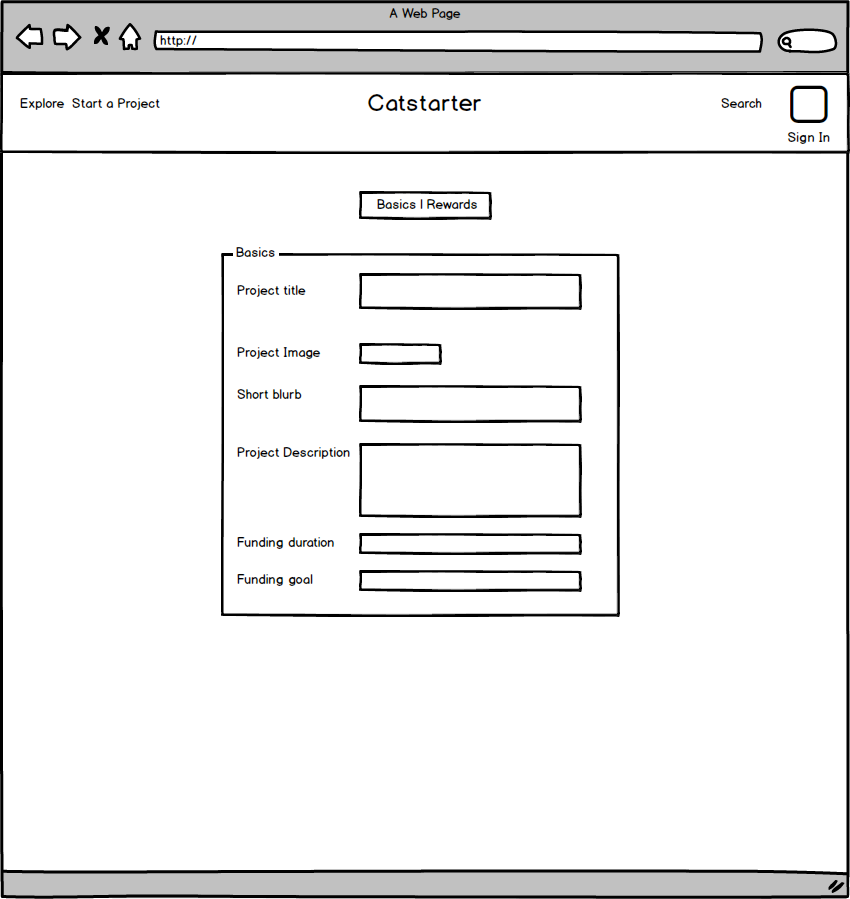 A Web Page
http://
Explore Start a Project
Catstarter
Search
Sign In
Basics | Rewards
Basics
Project title
Project Image
Short blurb
Project Description
Funding duration
Funding goal